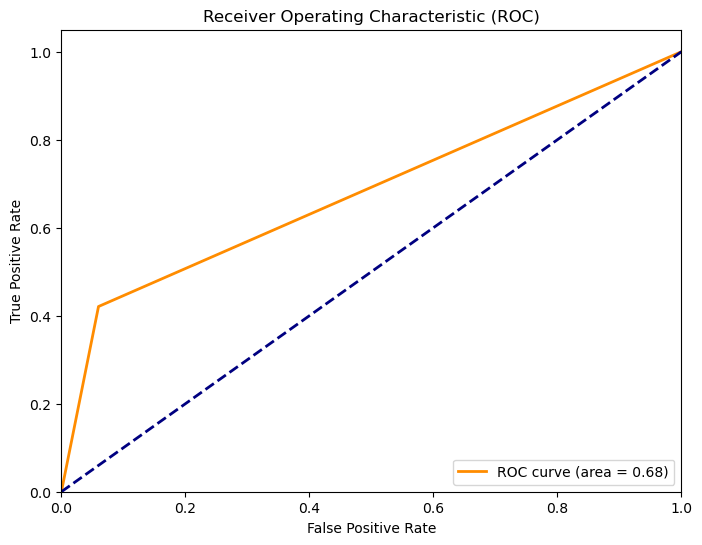 Receiver Operating Characteristic (ROC)
1.0
0.8
0.6
0.4
0.2
0.0
True Positive Rate
ROC curve (area = 0.68)
0.0 0.2 0.4 0.6 0.8 1.0
False Positive Rate